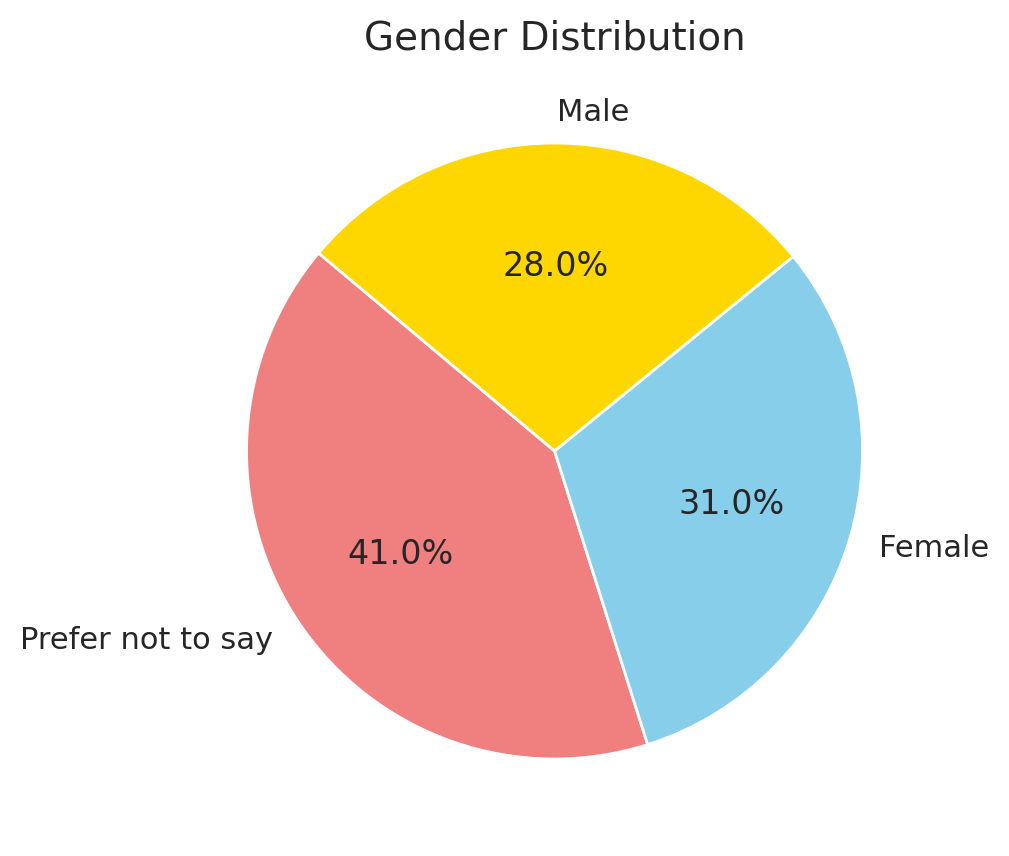 Gender Distribution
Male
28.0%
31.0%
Female
41.0%
Prefer not to say